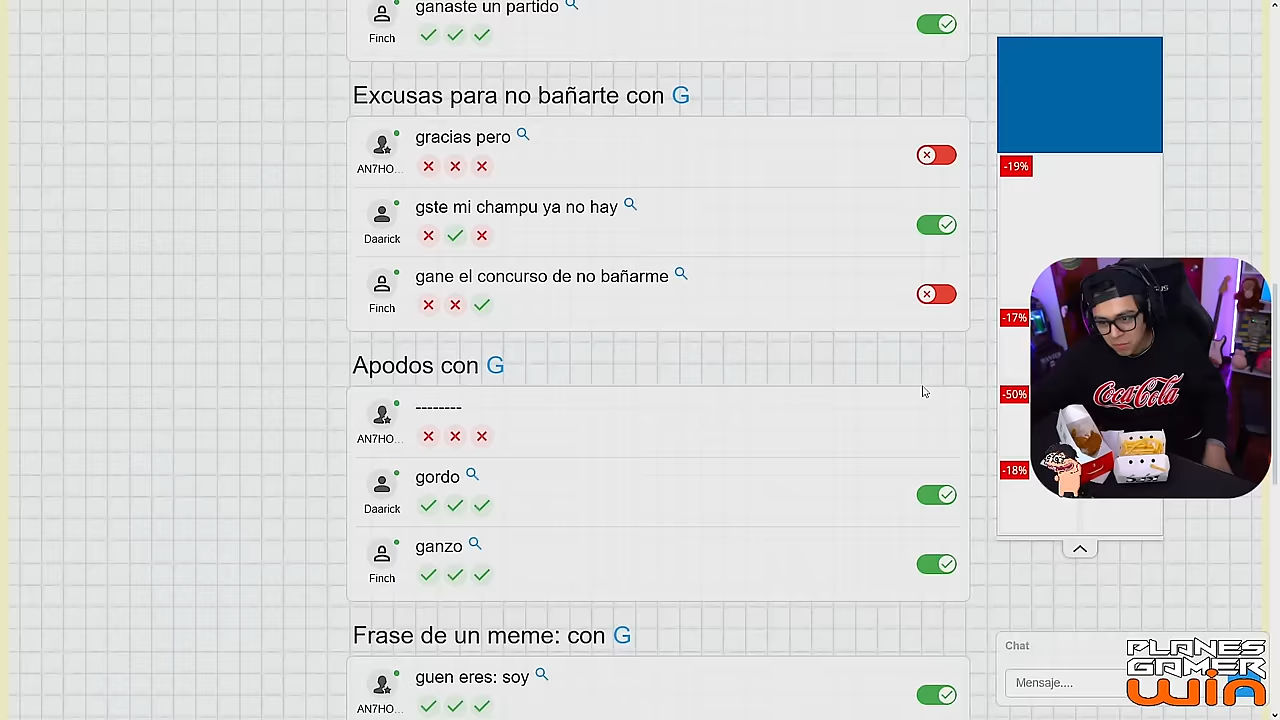 ganaste un partido
Finch
Excusas para no bañarte con G
gracias pero
AN7HO...
gste mi champu ya no hay
Daarick
gane el concurso de no bañarme
Finch
Apodos con G
--------
AN7HO...
gordo
Daarick
ganzo
Finch
Frase de un meme: con G
guen eres: soy
AN7HO...
-19%
-17%
-50%
-18%
Coca-Cola
Chat
Mensaje....
PLANES
GAMER
win